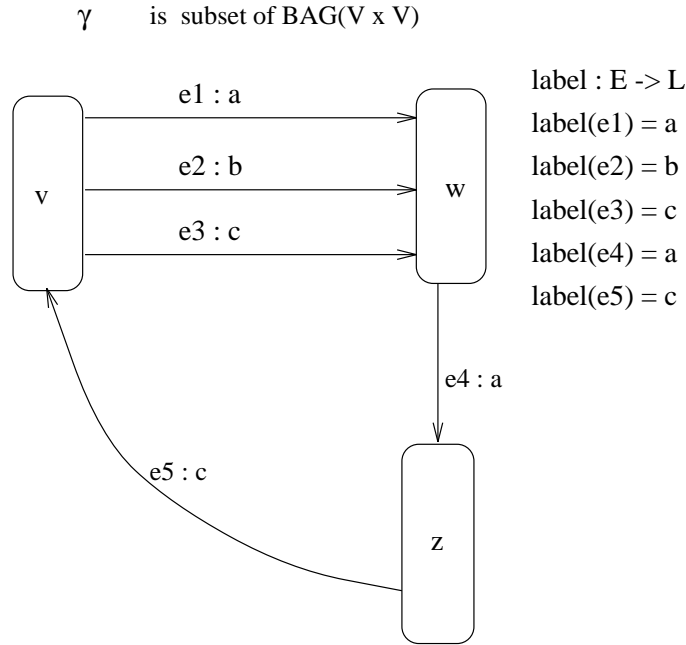 γ is subset of BAG(V x V)
label : E -> L
e1 : a
label(e1) = a
e2 : b
label(e2) = b
v
w
e3 : c
label(e3) = c
label(e4) = a
label(e5) = c
e4 : a
e5 : c
z